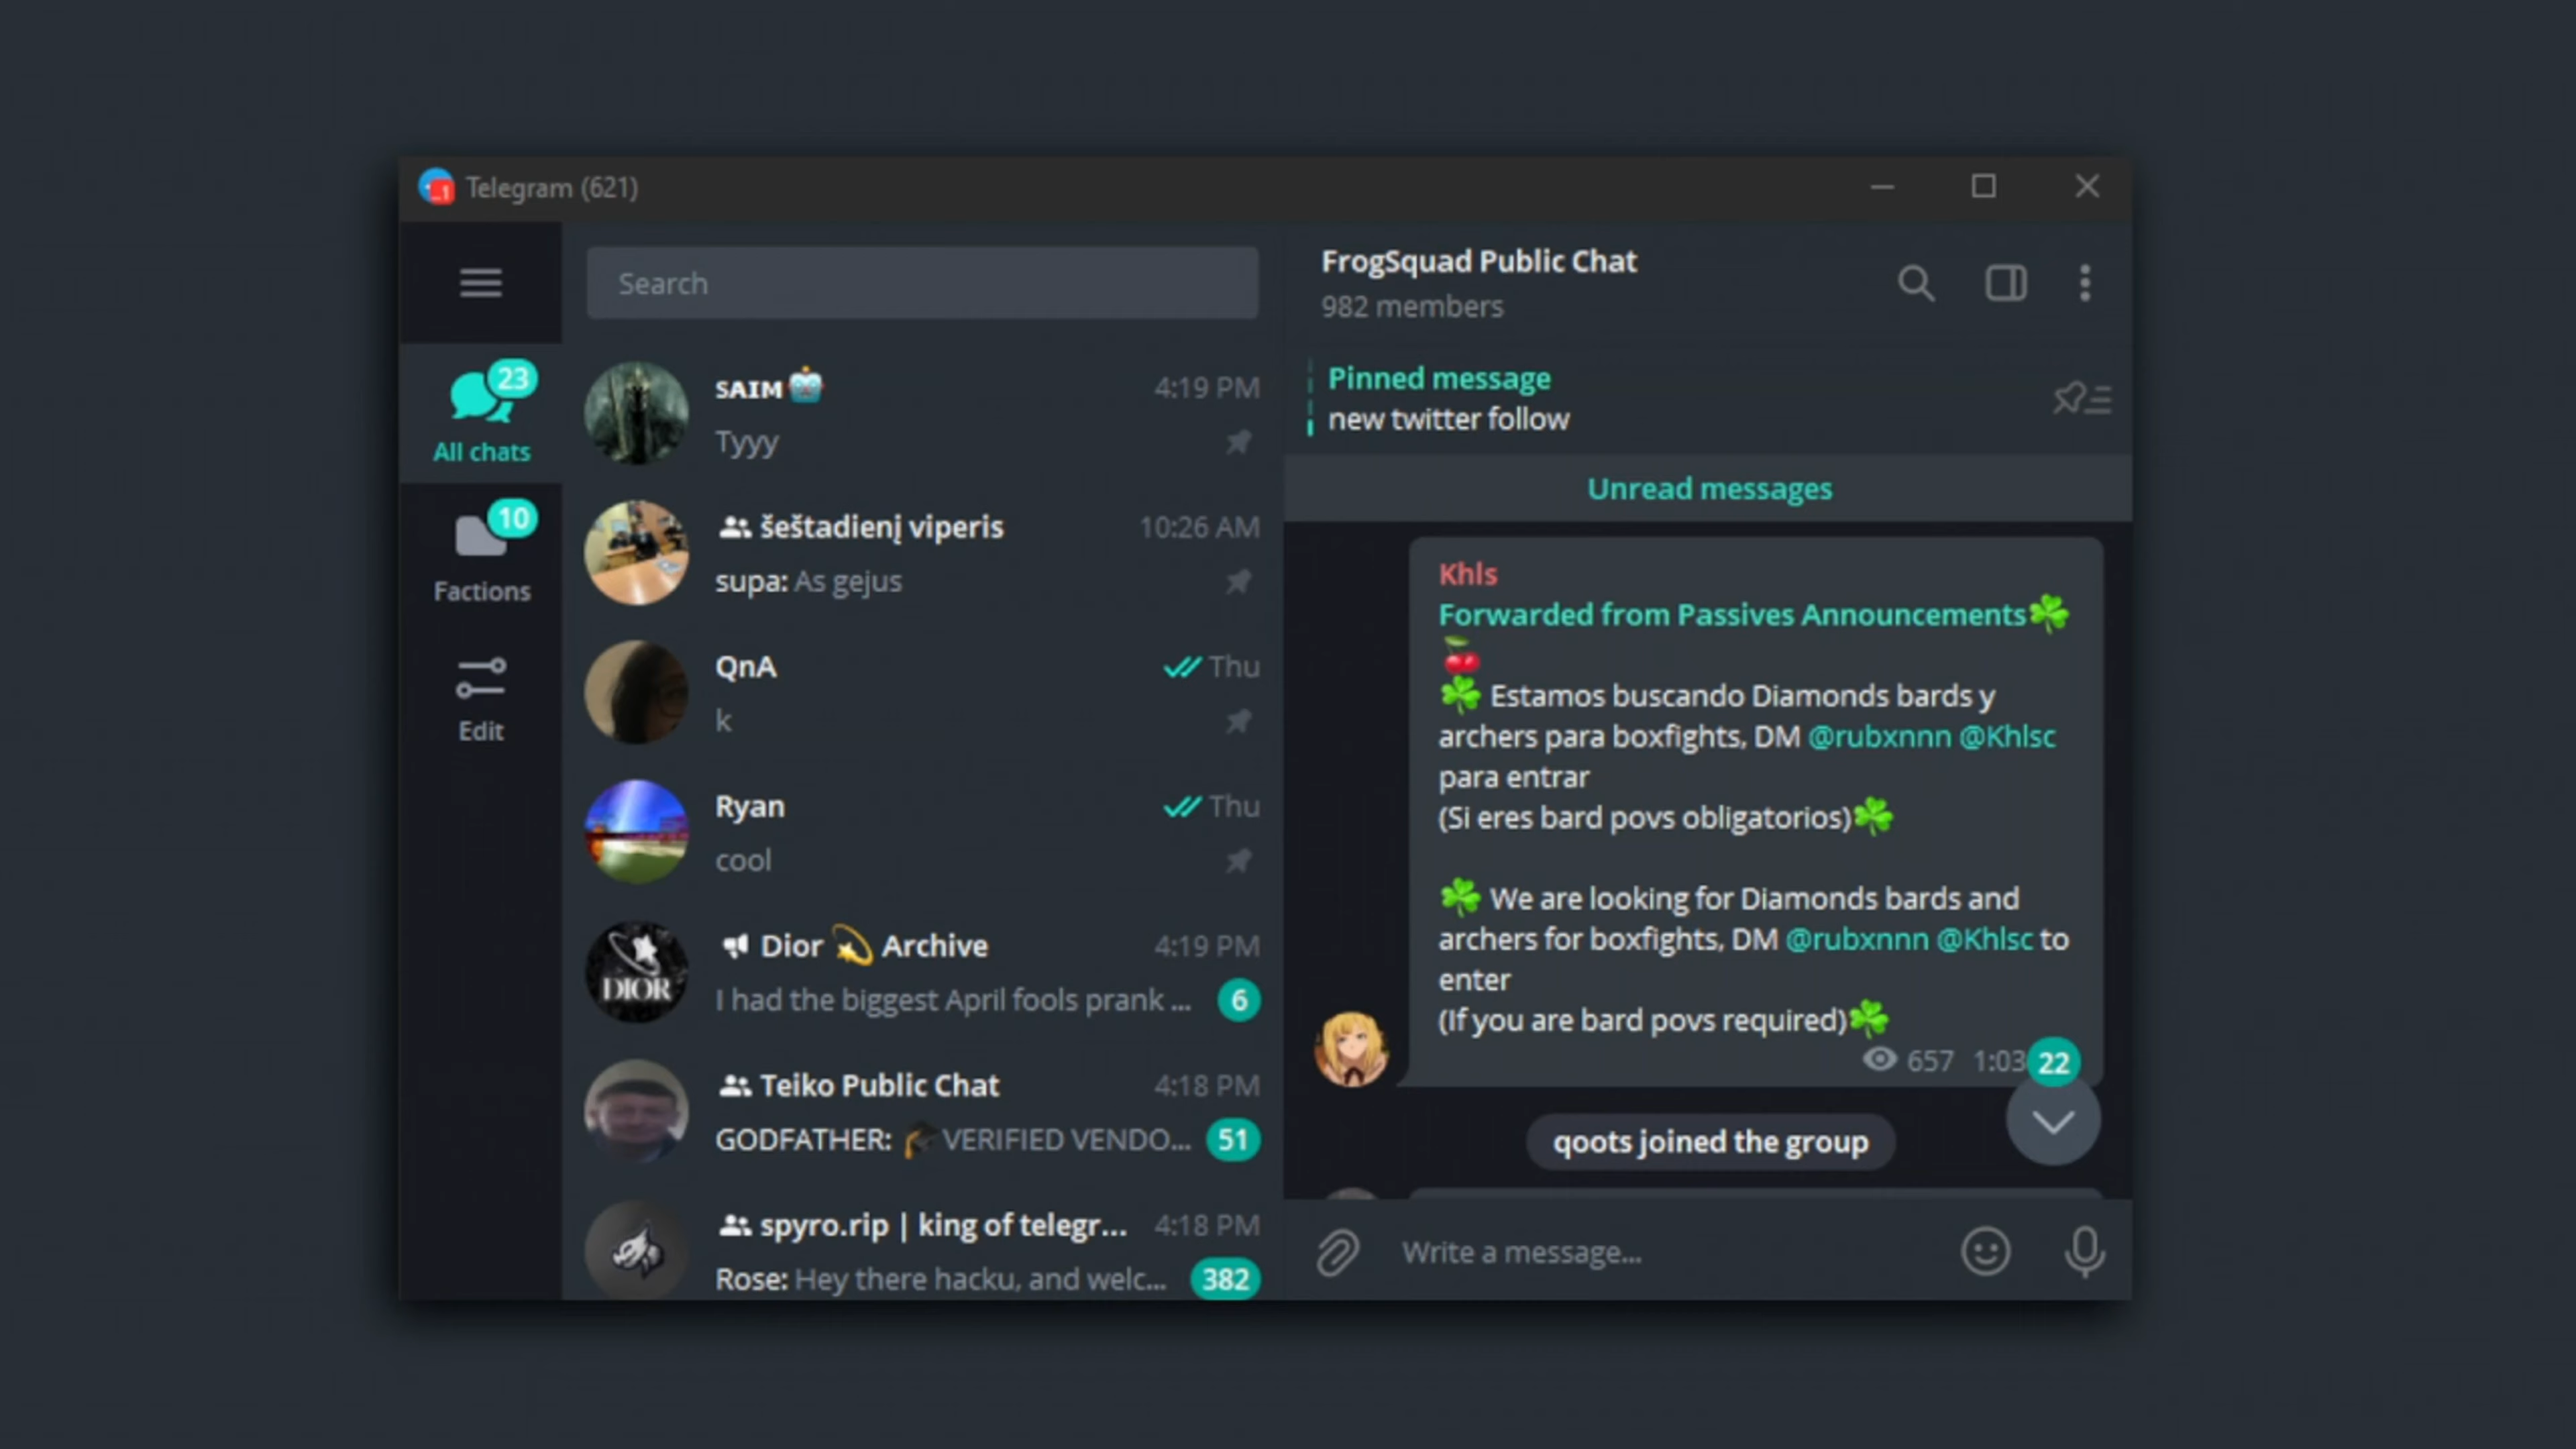 Telegram (621)
Search
23
All chats
10
Factions
Edit
sᴀɪᴍ🤖 4:19 PM
Tyyy
šeštadienį viperis 10:26 AM
supa: As gejus
QnA Thu
k
Ryan Thu
cool
DIOR
Dior 💫 Archive 4:19 PM
I had the biggest April fools prank ... 6
Teiko Public Chat 4:18 PM
GODFATHER: 🎓VERIFIED VENDO... 51
spyro.rip | king of telegr... 4:18 PM
Rose: Hey there hacku, and welc... 382
FrogSquad Public Chat
982 members
Pinned message
new twitter follow
Unread messages
Khls
Forwarded from Passives Announcements☘️
🍒
☘️ Estamos buscando Diamonds bards y
archers para boxfights, DM @rubxnnn @Khlsc
para entrar
(Si eres bard povs obligatorios)☘️
☘️ We are looking for Diamonds bards and
archers for boxfights, DM @rubxnnn @Khlsc to
enter
(If you are bard povs required)☘️
657 1:03
22
qoots joined the group
Write a message...